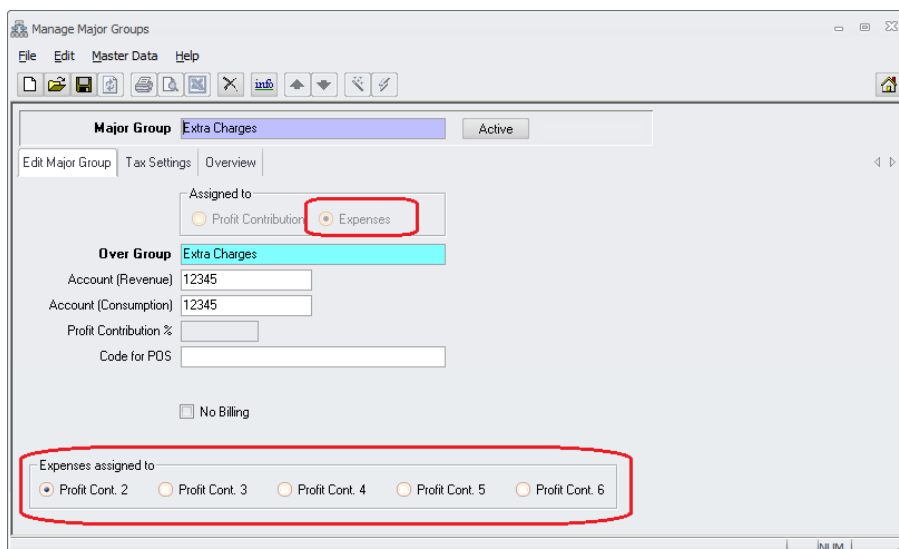 Manage Major Groups
File Edit Master Data Help
info
Major Group Extra Charges Active
Edit Major Group Tax Settings Overview
Assigned to
Profit Contribution Expenses
Over Group Extra Charges
Account (Revenue) 12345
Account (Consumption) 12345
Profit Contribution %
Code for POS
No Billing
Expenses assigned to
Profit Cont. 2 Profit Cont. 3 Profit Cont. 4 Profit Cont. 5 Profit Cont. 6
NUM